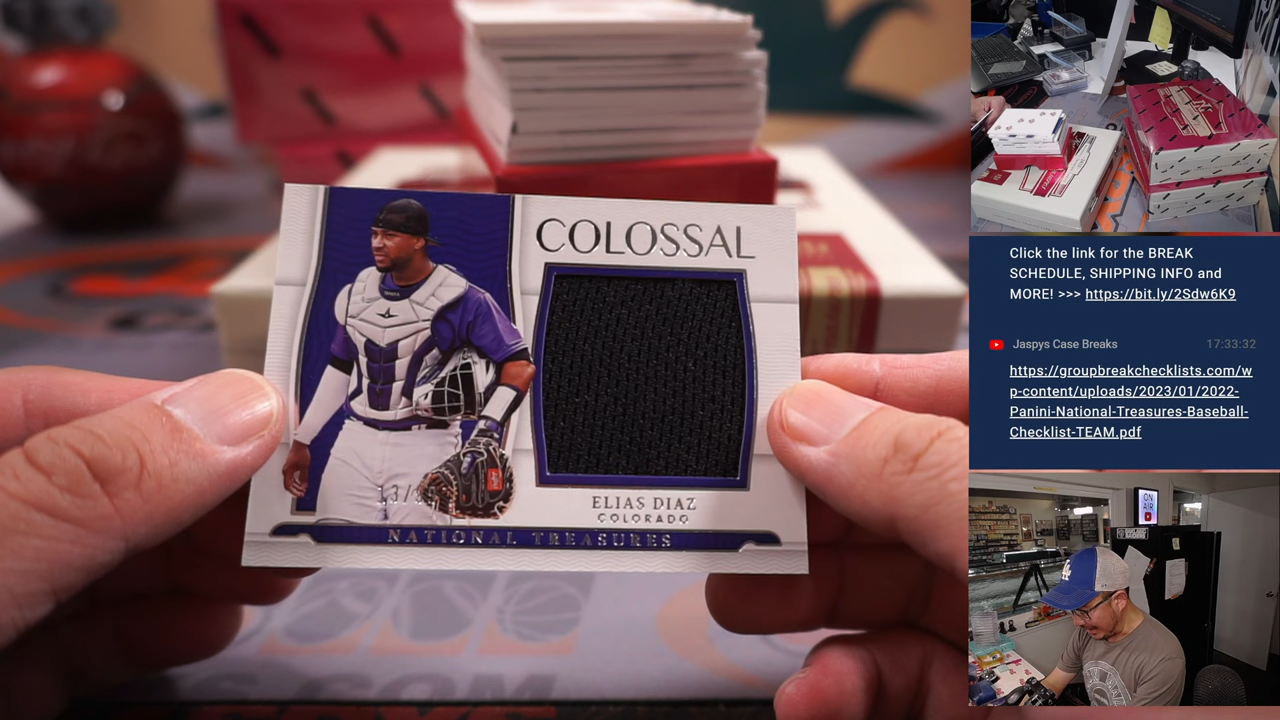 COLOSSAL
ELIAS DIAZ
COLORADO
NATIONAL TREASURES
Click the link for the BREAK
SCHEDULE, SHIPPING INFO and
MORE! >>> https://bit.ly/2Sdw6K9
Jaspys Case Breaks 17:33:32
https://groupbreakchecklists.com/w
p-content/uploads/2023/01/2022-
Panini-National-Treasures-Baseball-
Checklist-TEAM.pdf
ON
AIR
LA